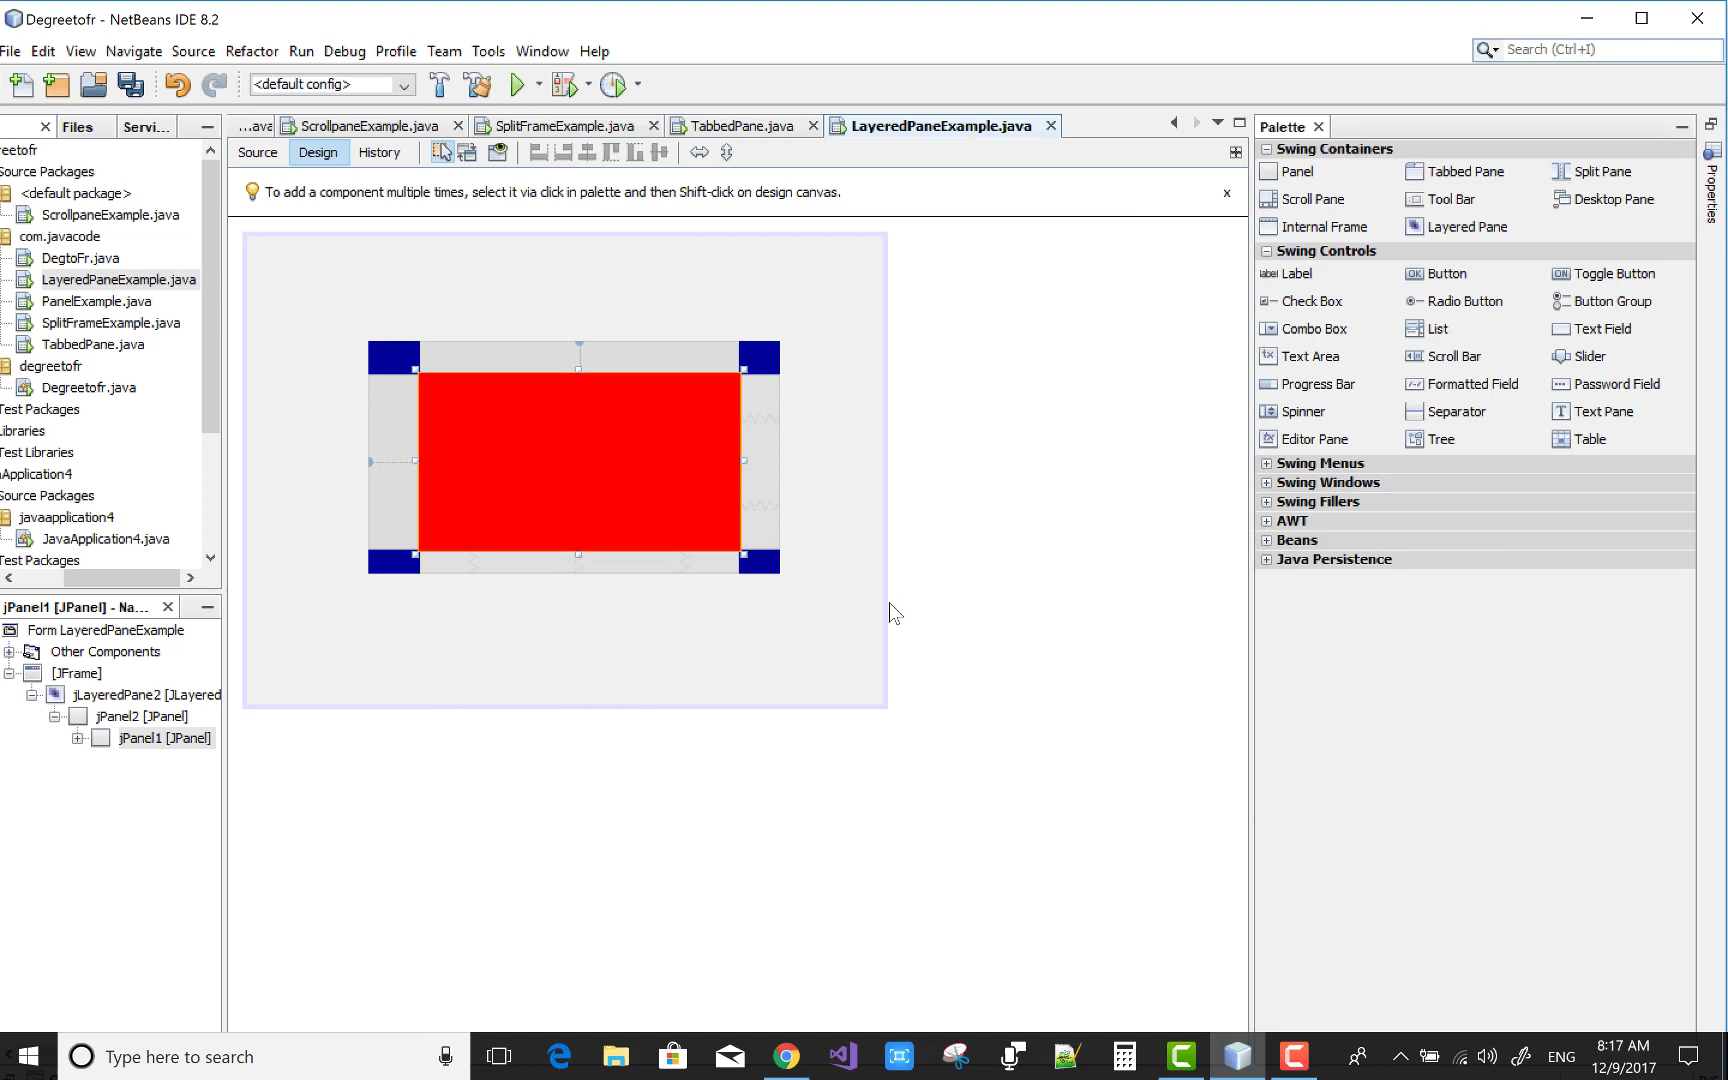 Degreetofr - NetBeans IDE 8.2
File Edit View Navigate Source Refactor Run Debug Profile Team Tools Window Help
Search (Ctrl+I)
<default config>
Files Servi...
...ava ScrollpaneExample.java SplitFrameExample.java TabbedPane.java LayeredPaneExample.java
Source Design History
To add a component multiple times, select it via click in palette and then Shift-click on design canvas.
x
reetofr
Source Packages
<default package>
ScrollpaneExample.java
com.javacode
DegtoFr.java
LayeredPaneExample.java
PanelExample.java
SplitFrameExample.java
TabbedPane.java
degreetofr
Degreetofr.java
Test Packages
Libraries
Test Libraries
Application4
Source Packages
javaapplication4
JavaApplication4.java
Test Packages
jPanel1 [JPanel] - Na...
Form LayeredPaneExample
Other Components
[JFrame]
jLayeredPane2 [JLayered
jPanel2 [JPanel]
jPanel1 [JPanel]
Palette
Swing Containers
Panel Tabbed Pane Split Pane
Scroll Pane Tool Bar Desktop Pane
Internal Frame Layered Pane
Swing Controls
label Label OK Button ON Toggle Button
Check Box Radio Button Button Group
Combo Box List Text Field
Text Area Scroll Bar Slider
Progress Bar Formatted Field Password Field
Spinner Separator T Text Pane
Editor Pane Tree Table
Swing Menus
Swing Windows
Swing Fillers
AWT
Beans
Java Persistence
Properties
Type here to search
ENG
8:17 AM
12/9/2017